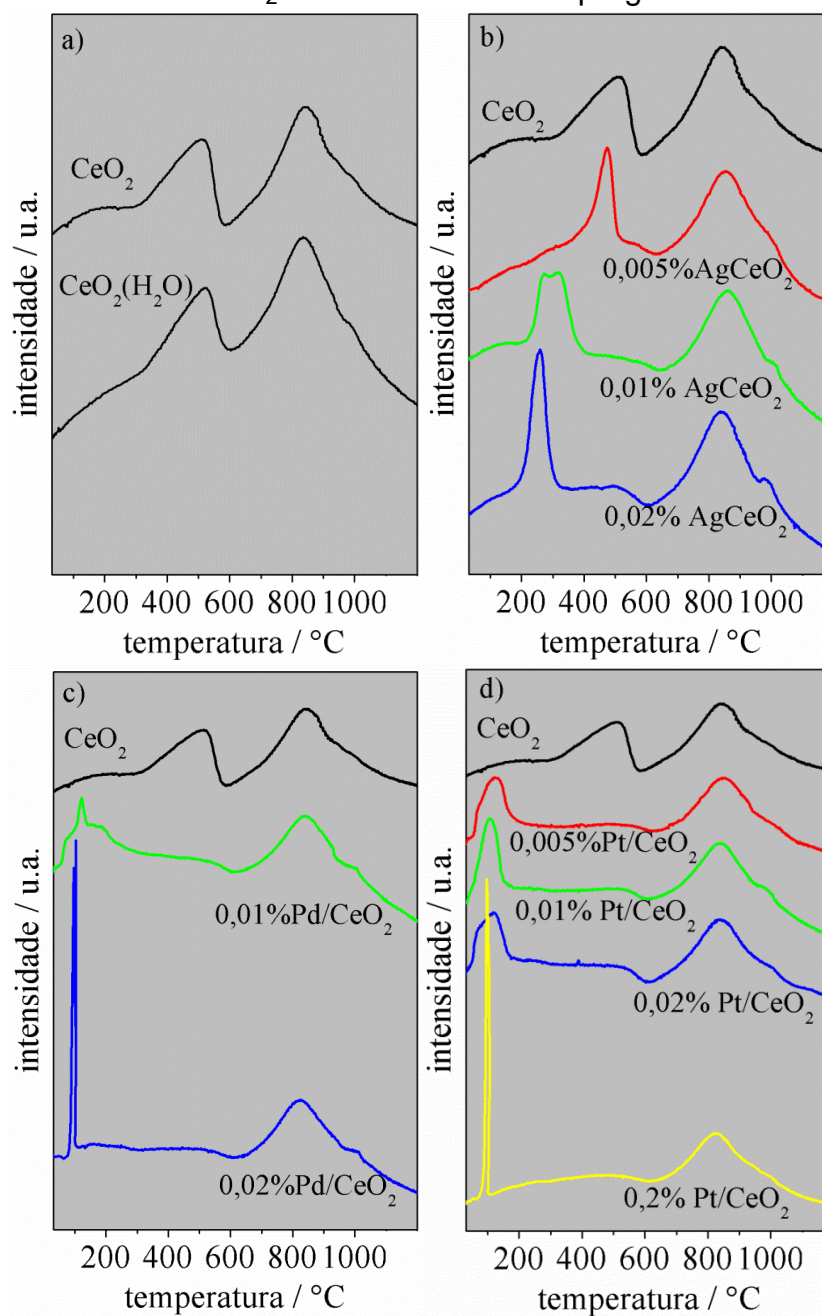 a)
CeO₂
CeO₂(H₂O)
intensidade / u.a.
200 400 600 800 1000
temperatura / °C
b)
CeO₂
0,005%AgCeO₂
0,01% AgCeO₂
0,02% AgCeO₂
intensidade / u.a.
200 400 600 800 1000
temperatura / °C
c)
CeO₂
0,01%Pd/CeO₂
0,02%Pd/CeO₂
intensidade / u.a.
200 400 600 800 1000
temperatura / °C
d)
CeO₂
0,005%Pt/CeO₂
0,01% Pt/CeO₂
0,02% Pt/CeO₂
0,2% Pt/CeO₂
intensidade / u.a.
200 400 600 800 1000
temperatura / °C